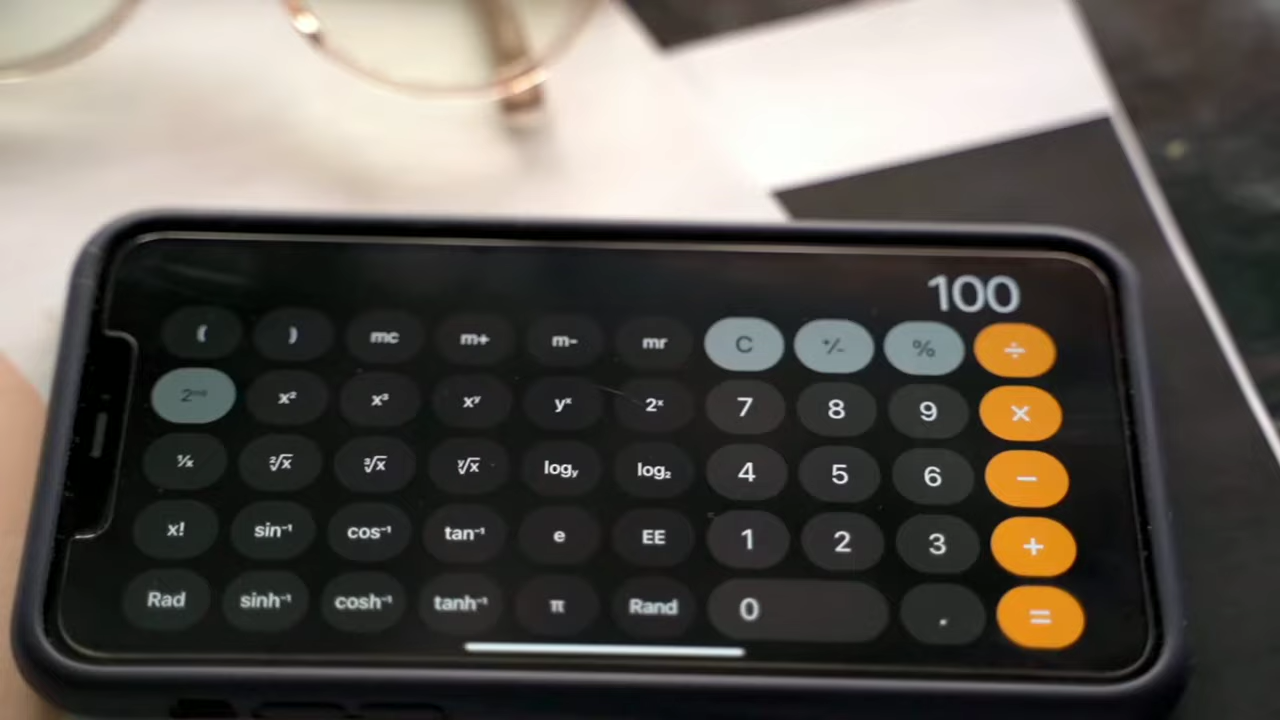 100
( ) mc m+ m- mr C +/- % ÷
2ⁿᵈ x² x³ xʸ yˣ 2ˣ 7 8 9 ×
¹/x ²√x ³√x ʸ√x logᵧ log₂ 4 5 6 −
x! sin⁻¹ cos⁻¹ tan⁻¹ e EE 1 2 3 +
Rad sinh⁻¹ cosh⁻¹ tanh⁻¹ π Rand 0 . =